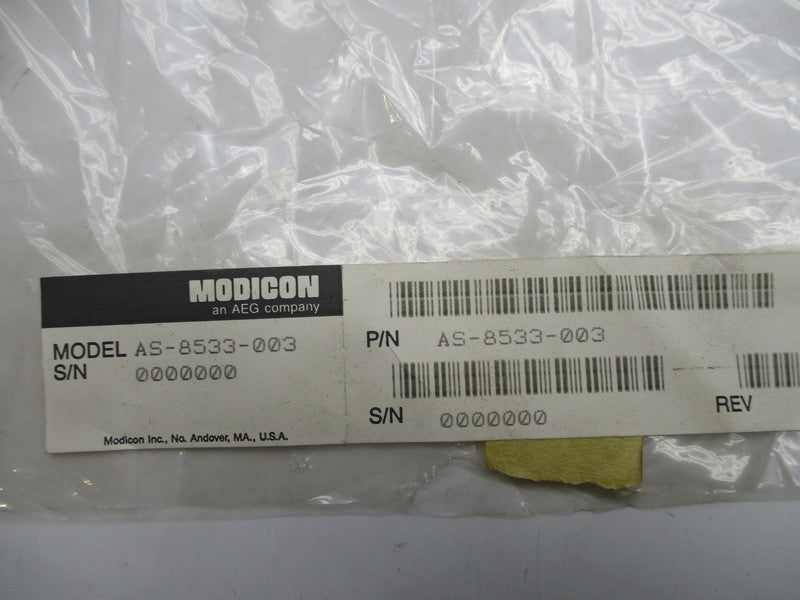 MODICON
an AEG company
MODEL AS-8533-003
S/N 0000000
Modicon Inc., No. Andover, MA., U.S.A.
P/N AS-8533-003
S/N 0000000
REV